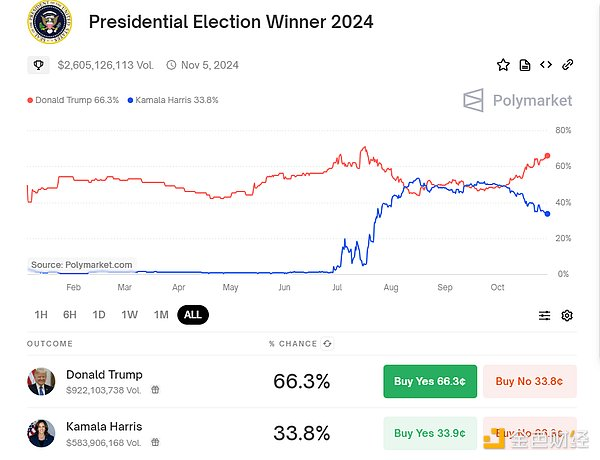 Presidential Election Winner 2024
$2,605,126,113 Vol. Nov 5, 2024
Donald Trump 66.3% Kamala Harris 33.8%
Polymarket
80%
60%
40%
20%
0%
Source: Polymarket.com
Feb Mar Apr May Jun Jul Aug Sep Oct
1H 6H 1D 1W 1M ALL
OUTCOME % CHANCE
Donald Trump
$922,103,738 Vol.
66.3%
Buy Yes 66.3¢ Buy No 33.8¢
Kamala Harris
$583,906,168 Vol.
33.8%
Buy Yes 33.9¢ Buy No
金色财经